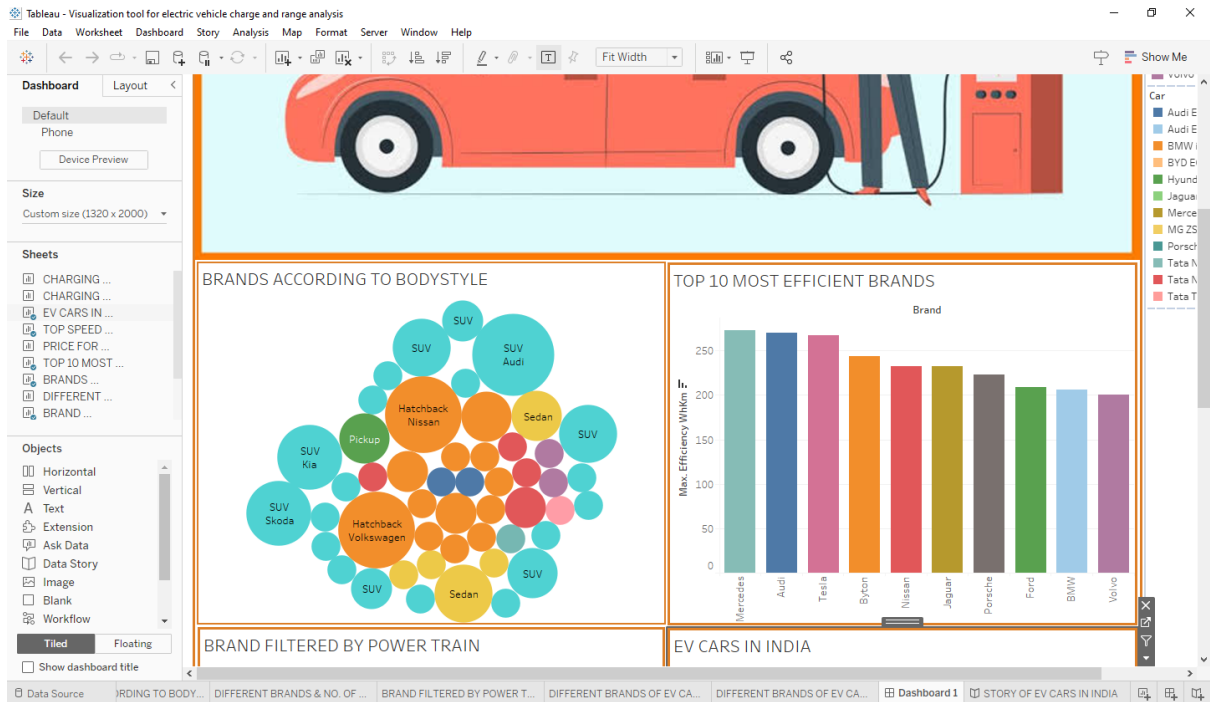 Tableau - Visualization tool for electric vehicle charge and range analysis
File Data Worksheet Dashboard Story Analysis Map Format Server Window Help
T Fit Width Show Me
Dashboard Layout
Default
Phone
Device Preview
Size
Custom size (1320 x 2000)
Sheets
CHARGING ...
CHARGING ...
EV CARS IN ...
TOP SPEED ...
PRICE FOR ...
TOP 10 MOST ...
BRANDS ...
DIFFERENT ...
BRAND ...
Objects
Horizontal
Vertical
A Text
Extension
Ask Data
Data Story
Image
Blank
Workflow
Tiled Floating
Show dashboard title
BRANDS ACCORDING TO BODYSTYLE
SUV
SUV
SUV
Audi
Hatchback
Nissan
Sedan
SUV
Pickup
SUV
Kia
SUV
Skoda
Hatchback
Volkswagen
SUV
SUV
Sedan
TOP 10 MOST EFFICIENT BRANDS
Brand
Max. Efficiency WhKm
250
200
150
100
50
0
Mercedes
Audi
Tesla
Byton
Nissan
Jaguar
Porsche
Ford
BMW
Volvo
BRAND FILTERED BY POWER TRAIN
EV CARS IN INDIA
Volvo
Car
Audi E
Audi E
BMW i
BYD E
Hyund
Jagua
Merce
MG ZS
Porsch
Tata N
Tata N
Tata T
Data Source
RDING TO BODY...
DIFFERENT BRANDS & NO. OF ...
BRAND FILTERED BY POWER T...
DIFFERENT BRANDS OF EV CA...
DIFFERENT BRANDS OF EV CA...
Dashboard 1
STORY OF EV CARS IN INDIA